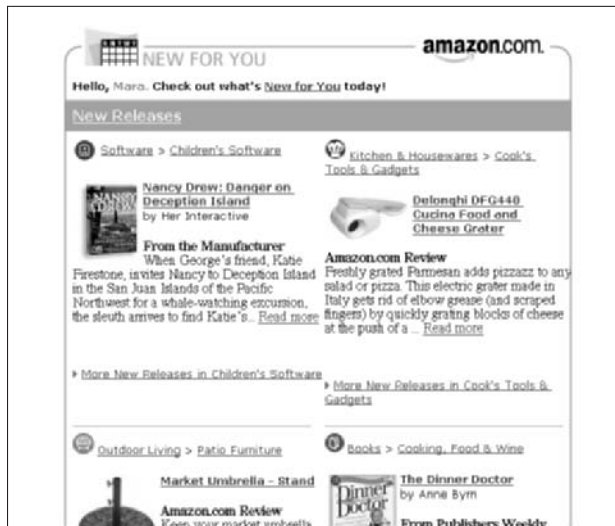 NEW FOR YOU
amazon.com.
Hello, Mara. Check out what's New for You today!
New Releases
Software > Children's Software
Nancy Drew: Danger on
Deception Island
by Her Interactive
From the Manufacturer
When George's friend, Katie
Firestone, invites Nancy to Deception Island
in the San Juan Islands of the Pacific
Northwest for a whale-watching excursion,
the sleuth arrives to find Katie's... Read more
More New Releases in Children's Software
Kitchen & Housewares > Cook's
Tools & Gadgets
Delonghi DFG440
Cucina Food and
Cheese Grater
Amazon.com Review
Freshly grated Parmesan adds pizzazz to any
salad or pizza. This electric grater made in
Italy gets rid of elbow grease (and scraped
fingers) by quickly grating blocks of cheese
at the push of a ... Read more
More New Releases in Cook's Tools &
Gadgets
Outdoor Living > Patio Furniture
Market Umbrella - Stand
Amazon.com Review
Keep your market umbrella
Books > Cooking, Food & Wine
Dinner
Doctor
The Dinner Doctor
by Anne Byrn
From Publishers Weekly